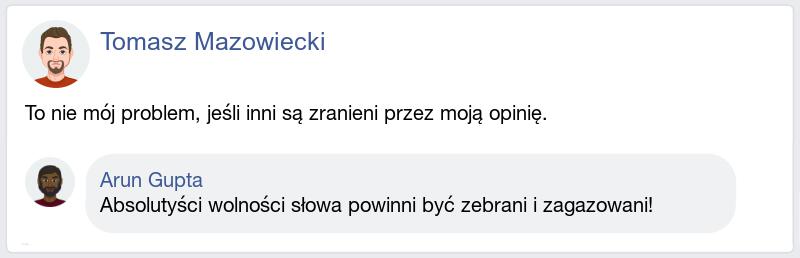 Tomasz Mazowiecki
To nie mój problem, jeśli inni są zranieni przez moją opinię.
Arun Gupta
Absolutyści wolności słowa powinni być zebrani i zagazowani!